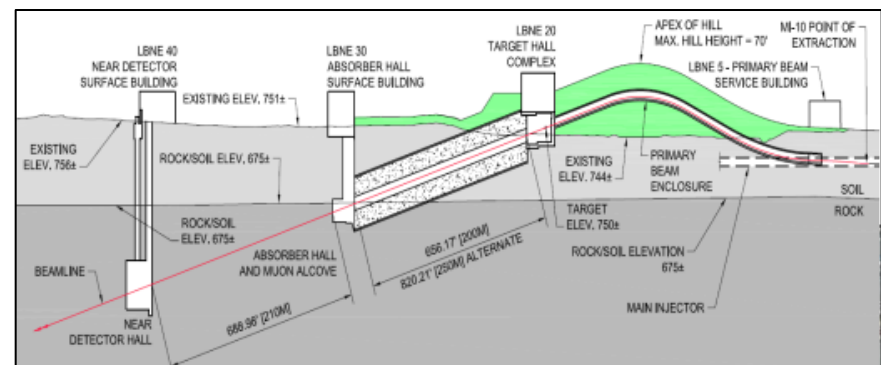 LBNE 40
NEAR DETECTOR
SURFACE BUILDING
LBNE 30
ABSORBER HALL
SURFACE BUILDING
LBNE 20
TARGET HALL
COMPLEX
APEX OF HILL
MAX. HILL HEIGHT = 70'
MI-10 POINT OF
EXTRACTION
LBNE 5 - PRIMARY BEAM
SERVICE BUILDING
EXISTING ELEV. 751±
EXISTING
ELEV. 756±
ROCK/SOIL ELEV. 675±
EXISTING
ELEV. 744±
PRIMARY
BEAM
ENCLOSURE
SOIL
ROCK
ROCK/SOIL
ELEV. 675±
TARGET
ELEV. 750±
ABSORBER HALL
AND MUON ALCOVE
656.17' [200M]
820.21' [250M] ALTERNATE
ROCK/SOIL ELEVATION
675±
BEAMLINE
MAIN INJECTOR
688.98' [210M]
NEAR
DETECTOR HALL